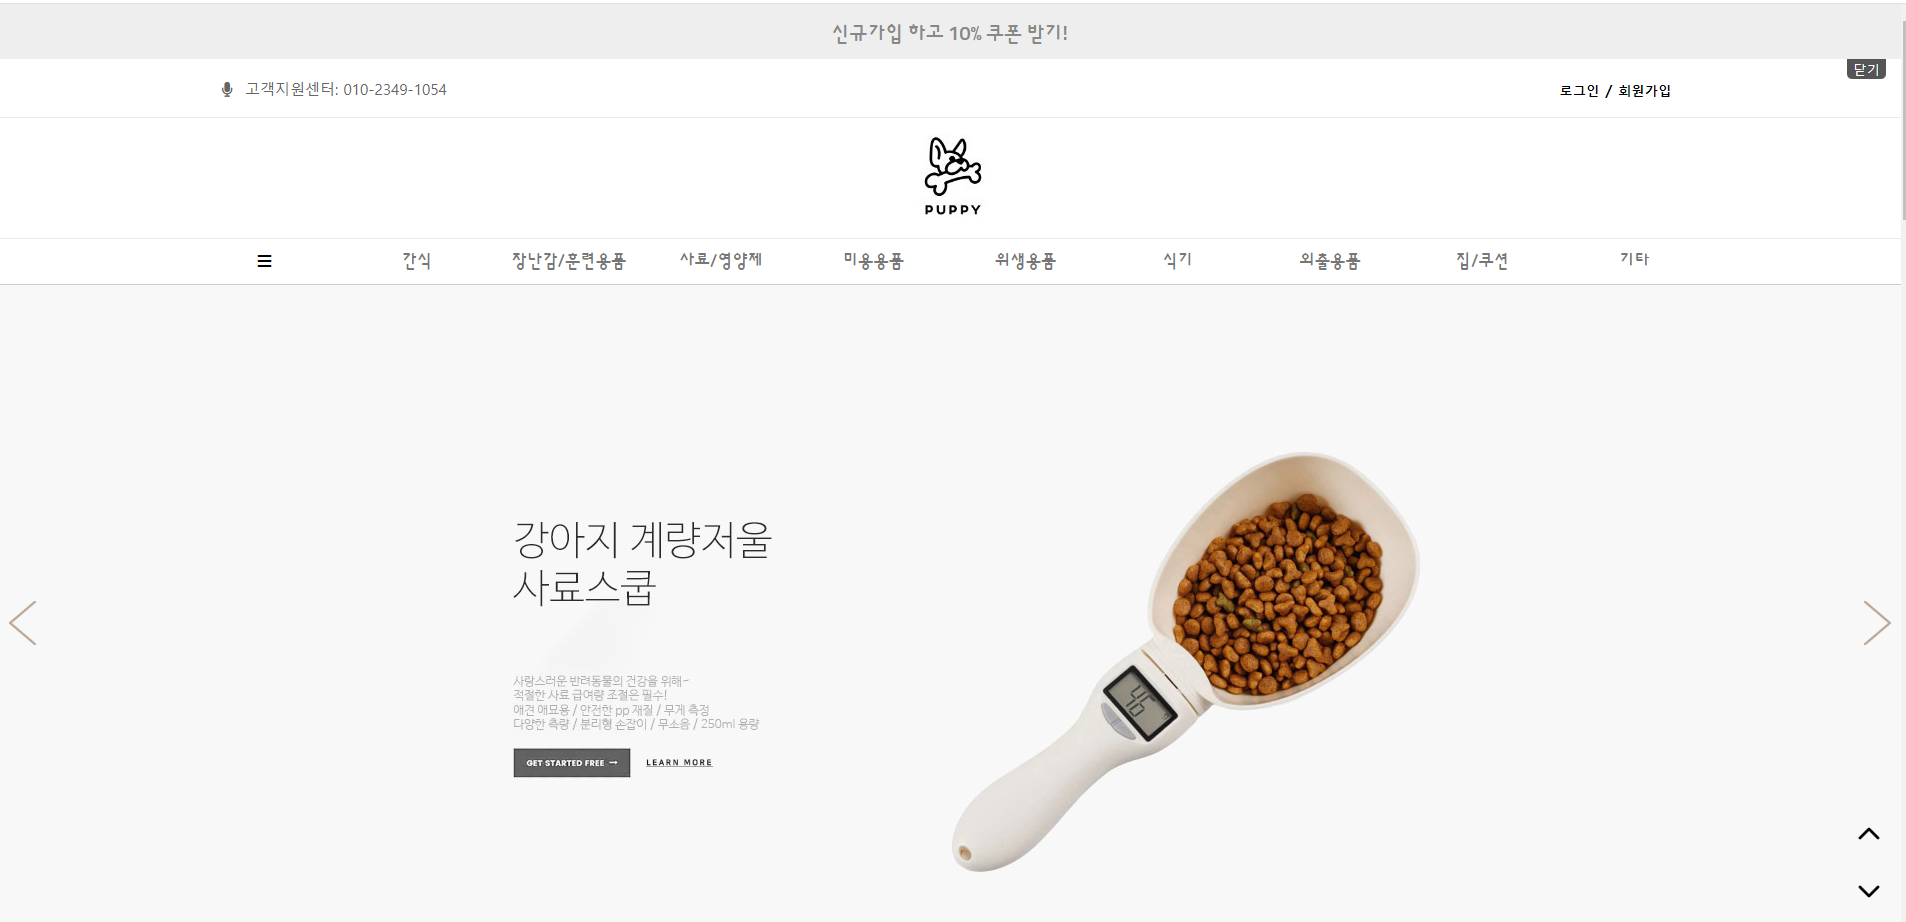 신규가입 하고 10% 쿠폰 받기!
닫기
고객지원센터: 010-2349-1054
로그인 / 회원가입
PUPPY
간식 장난감/훈련용품 사료/영양제 미용용품 위생용품 식기 외출용품 집/쿠션 기타
강아지 계량저울
사료스쿱
사랑스러운 반려동물의 건강을 위해~
적절한 사료 급여량 조절은 필수!
애견 애묘용 / 안전한 pp 재질 / 무게 측정
다양한 측량 / 분리형 손잡이 / 무소음 / 250ml 용량
GET STARTED FREE → LEARN MORE
46